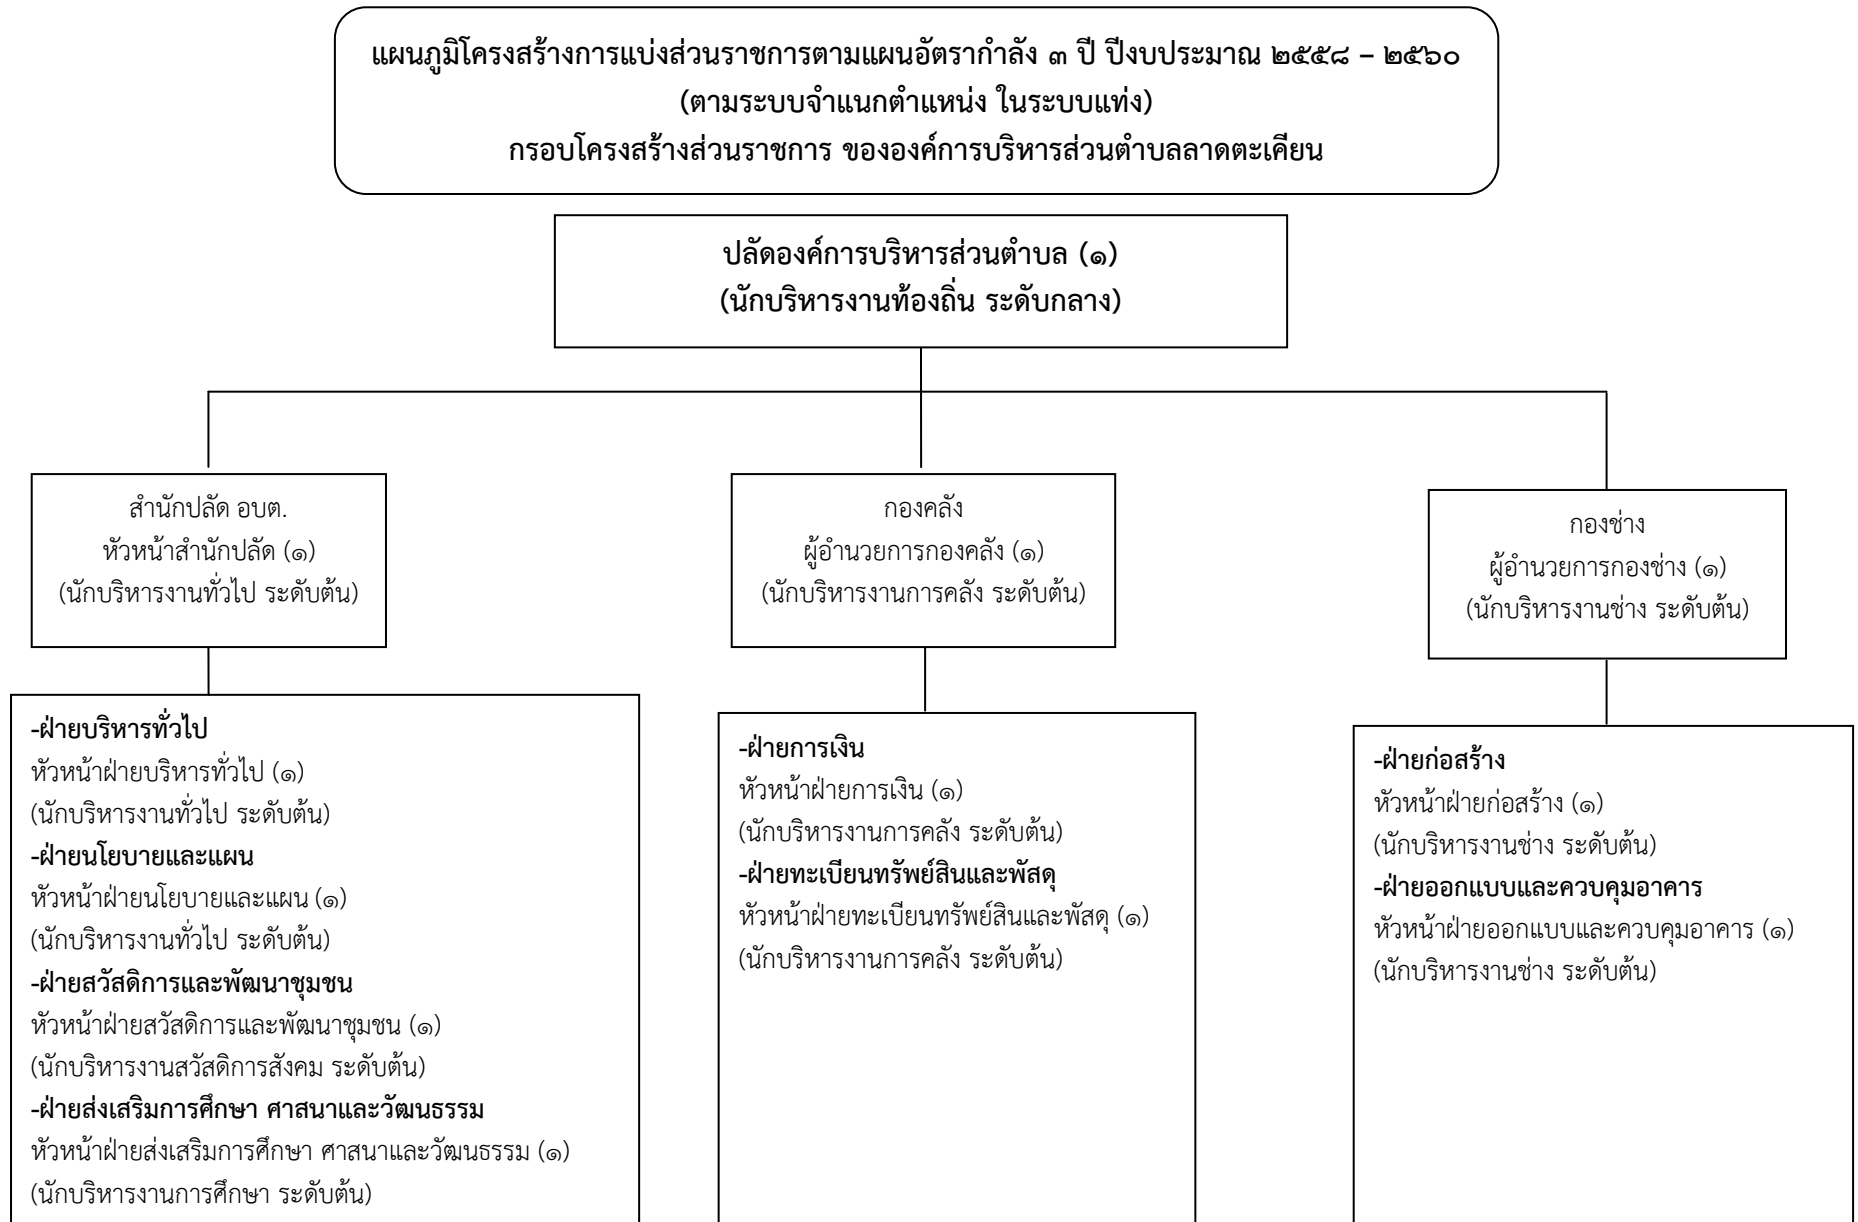 แผนภูมิโครงสร้างการแบ่งส่วนราชการตามแผนอัตรากำลัง ๓ ปี ปีงบประมาณ ๒๕๕๘ – ๒๕๖๐
(ตามระบบจำแนกตำแหน่ง ในระบบแท่ง)
กรอบโครงสร้างส่วนราชการ ขององค์การบริหารส่วนตำบลลาดตะเคียน
ปลัดองค์การบริหารส่วนตำบล (๑)
(นักบริหารงานท้องถิ่น ระดับกลาง)
สำนักปลัด อบต.
หัวหน้าสำนักปลัด (๑)
(นักบริหารงานทั่วไป ระดับต้น)
กองคลัง
ผู้อำนวยการกองคลัง (๑)
(นักบริหารงานการคลัง ระดับต้น)
กองช่าง
ผู้อำนวยการกองช่าง (๑)
(นักบริหารงานช่าง ระดับต้น)
-ฝ่ายบริหารทั่วไป
หัวหน้าฝ่ายบริหารทั่วไป (๑)
(นักบริหารงานทั่วไป ระดับต้น)
-ฝ่ายนโยบายและแผน
หัวหน้าฝ่ายนโยบายและแผน (๑)
(นักบริหารงานทั่วไป ระดับต้น)
-ฝ่ายสวัสดิการและพัฒนาชุมชน
หัวหน้าฝ่ายสวัสดิการและพัฒนาชุมชน (๑)
(นักบริหารงานสวัสดิการสังคม ระดับต้น)
-ฝ่ายส่งเสริมการศึกษา ศาสนาและวัฒนธรรม
หัวหน้าฝ่ายส่งเสริมการศึกษา ศาสนาและวัฒนธรรม (๑)
(นักบริหารงานการศึกษา ระดับต้น)
-ฝ่ายการเงิน
หัวหน้าฝ่ายการเงิน (๑)
(นักบริหารงานการคลัง ระดับต้น)
-ฝ่ายทะเบียนทรัพย์สินและพัสดุ
หัวหน้าฝ่ายทะเบียนทรัพย์สินและพัสดุ (๑)
(นักบริหารงานการคลัง ระดับต้น)
-ฝ่ายก่อสร้าง
หัวหน้าฝ่ายก่อสร้าง (๑)
(นักบริหารงานช่าง ระดับต้น)
-ฝ่ายออกแบบและควบคุมอาคาร
หัวหน้าฝ่ายออกแบบและควบคุมอาคาร (๑)
(นักบริหารงานช่าง ระดับต้น)